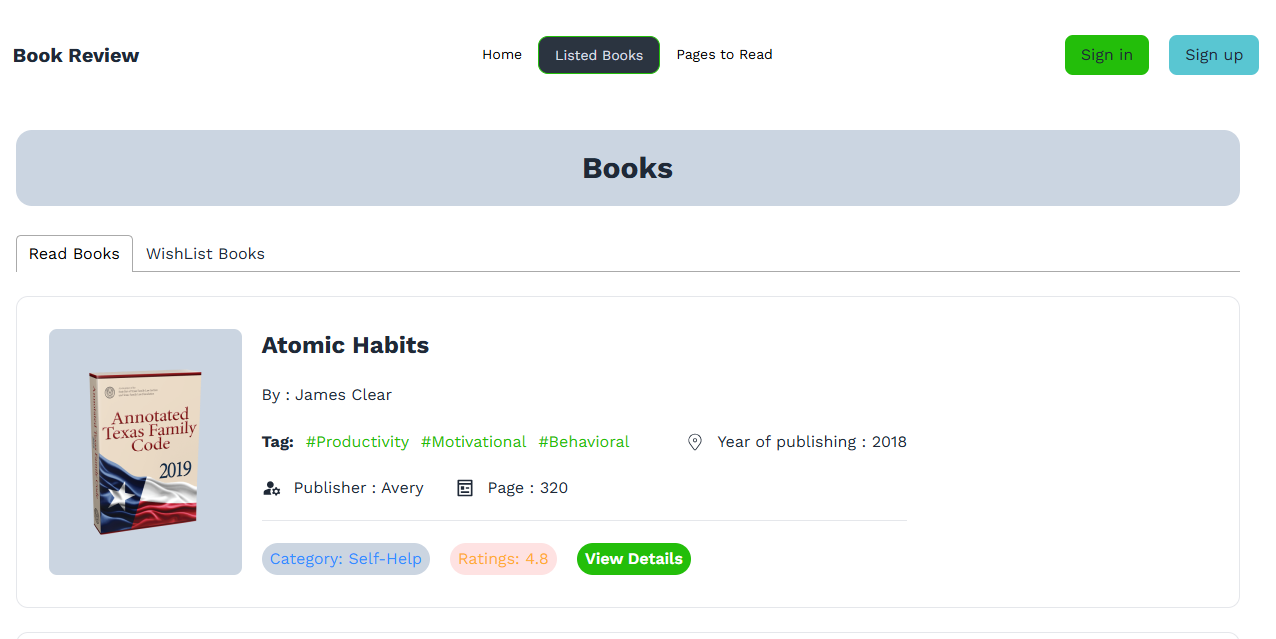 Book Review
Home
Listed Books
Pages to Read
Sign in
Sign up
Books
Read Books
WishList Books
Annotated
Texas Family
Code
2019
Atomic Habits
By : James Clear
Tag: #Productivity #Motivational #Behavioral
Year of publishing : 2018
Publisher : Avery
Page : 320
Category: Self-Help
Ratings: 4.8
View Details